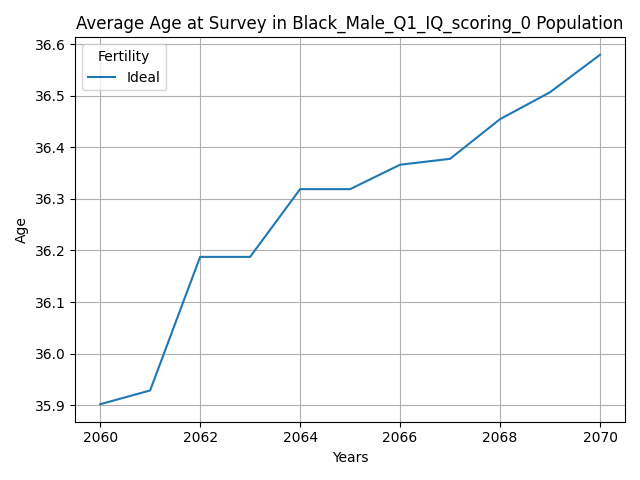 Average Age at Survey in Black_Male_Q1_IQ_scoring_0 Population
Fertility
Ideal
36.6
36.5
36.4
36.3
36.2
36.1
36.0
35.9
Age
2060
2062
2064
2066
2068
2070
Years